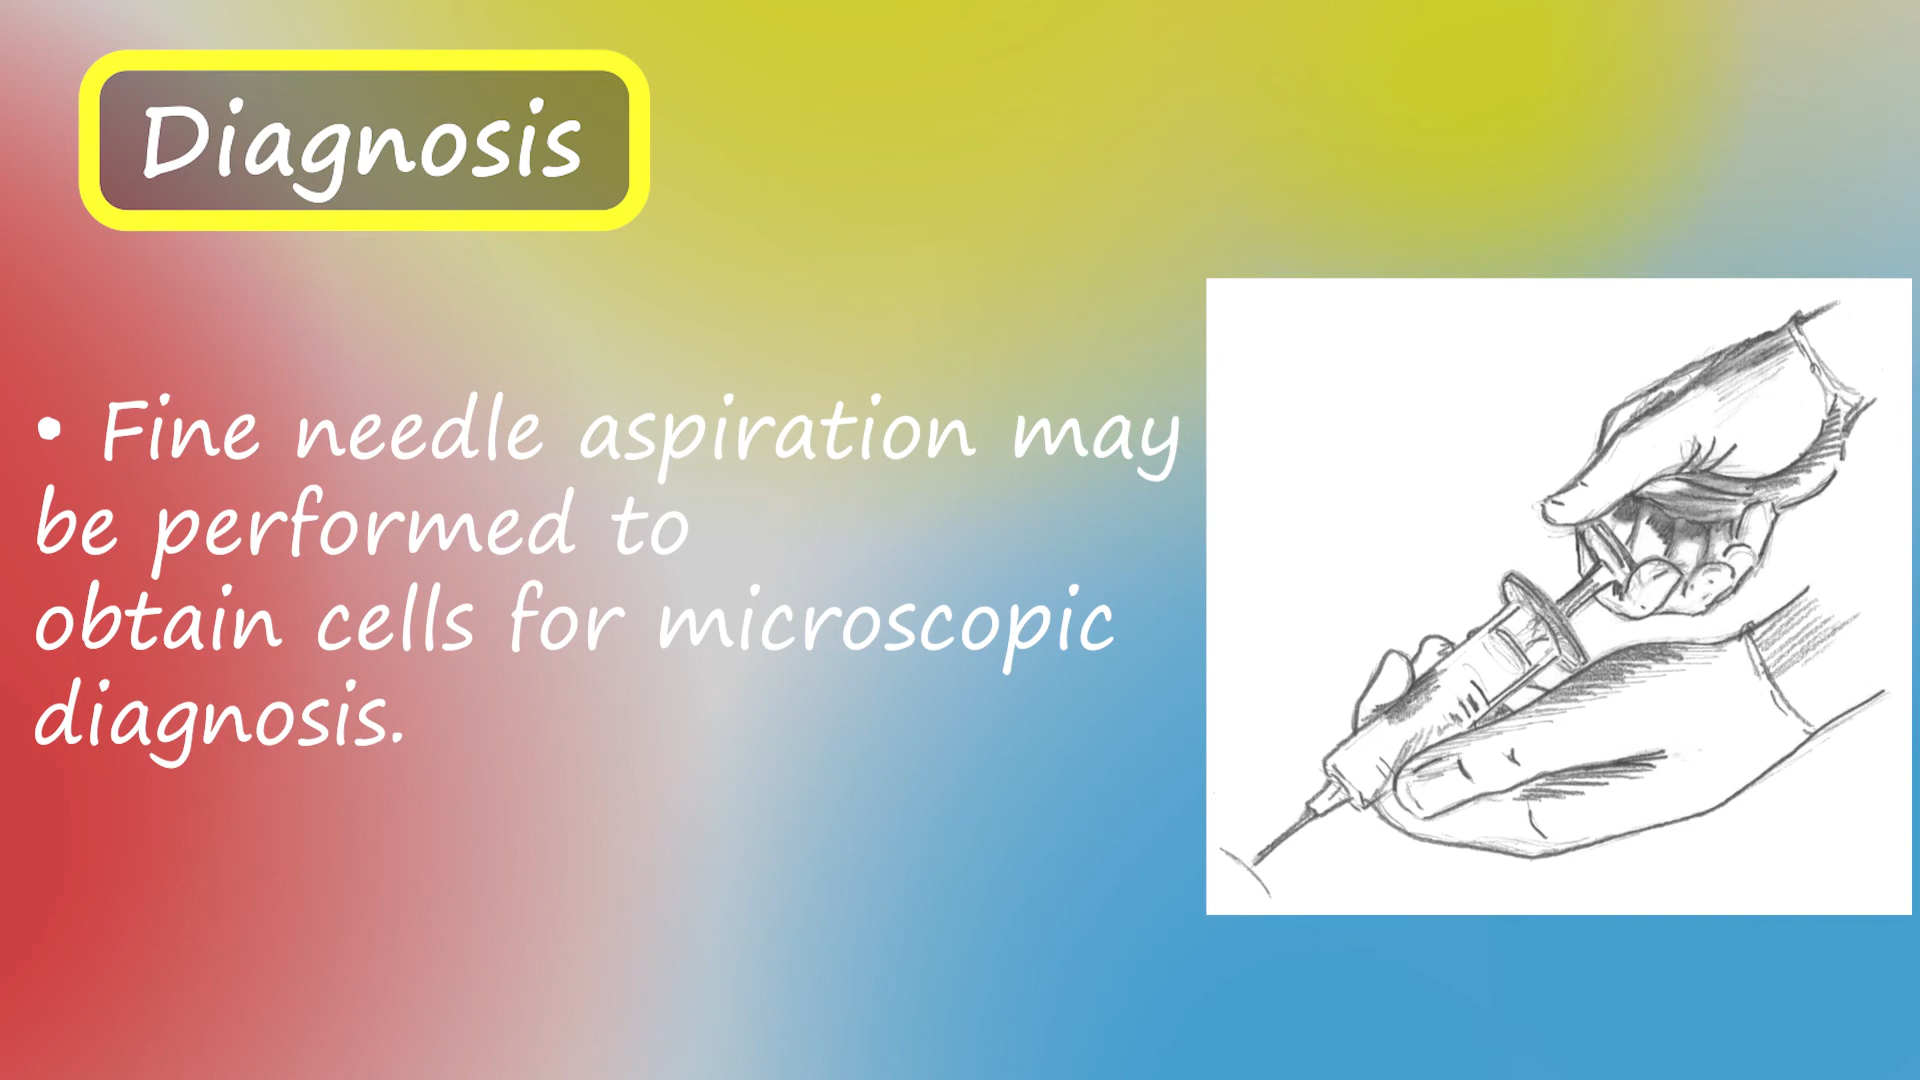 Diagnosis
• Fine needle aspiration may
be performed to
obtain cells for microscopic
diagnosis.